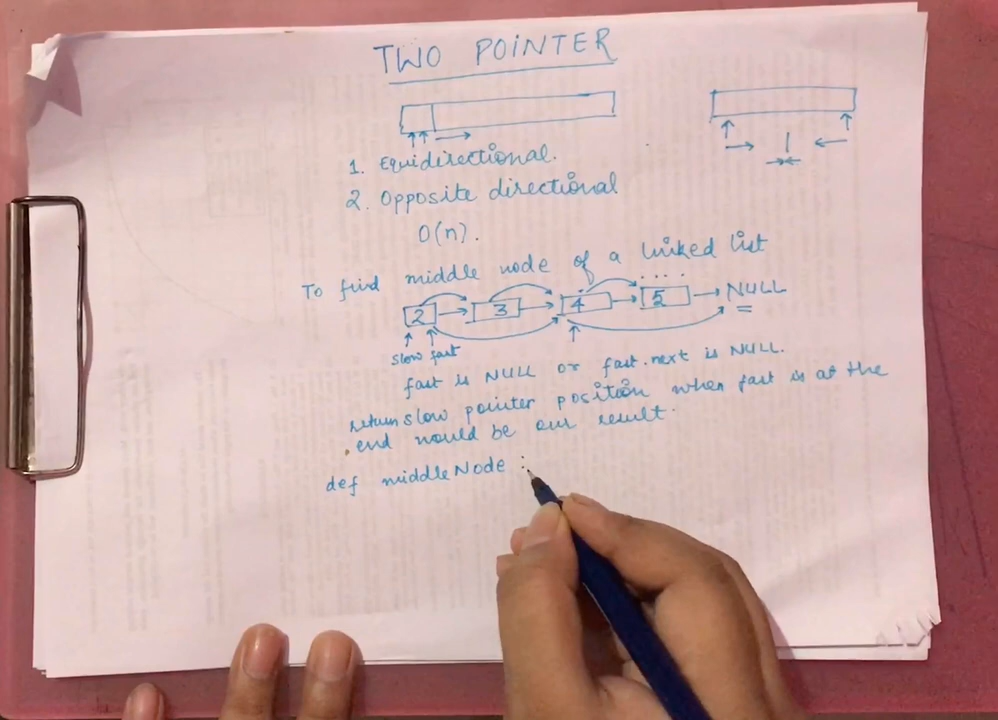 TWO POINTER
1. Equidirectional.
2. Opposite directional
O(n).
To find middle node of a linked list
2 3 4 5 NULL
slow fast
fast is NULL or fast.next is NULL.
return slow pointer position when fast is at the
end would be our result.
def middleNode :